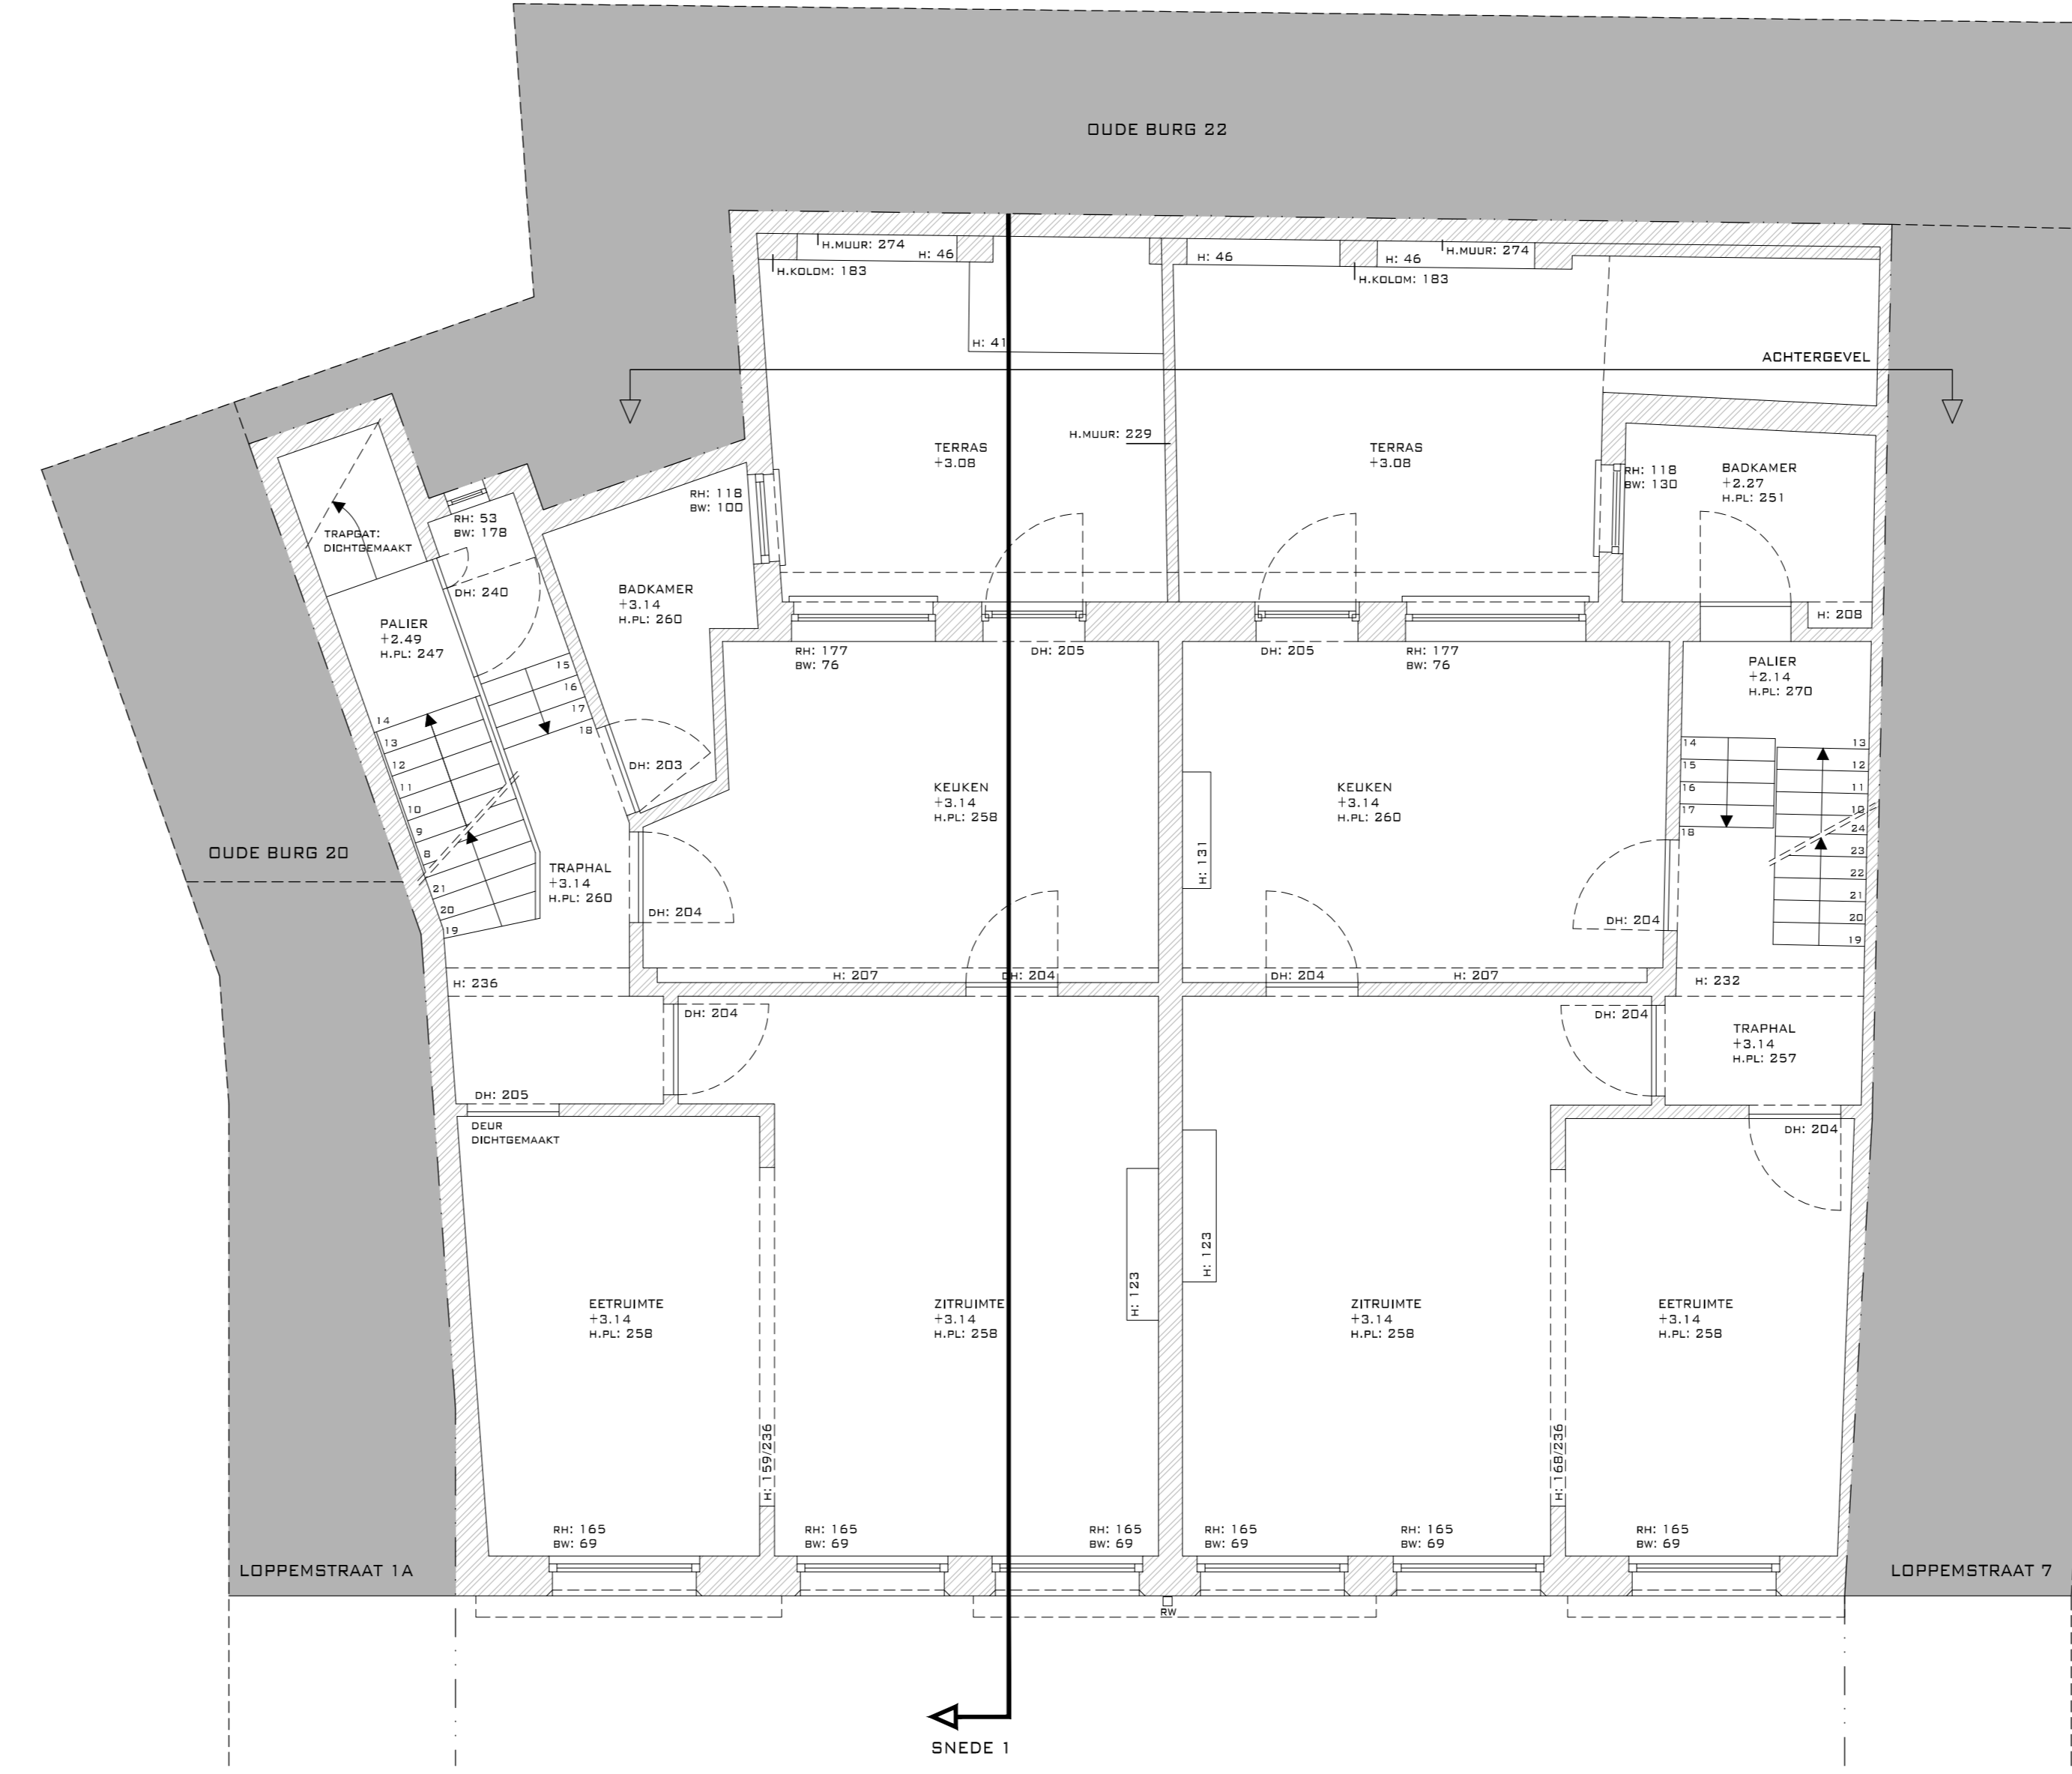 OUDE BURG 22
H.MUUR: 274
H: 46
H.KOLOM: 183
H: 46
H: 46
H.MUUR: 274
H.KOLOM: 183
H: 41
ACHTERGEVEL
H.MUUR: 229
TERRAS
+3.08
TERRAS
+3.08
RH: 118
BW: 100
RH: 118
BW: 130
BADKAMER
+2.27
H.PL: 251
RH: 53
BW: 178
TRAPGAT:
DICHTGEMAAKT
DH: 240
BADKAMER
+3.14
H.PL: 260
H: 208
PALIER
+2.49
H.PL: 247
RH: 177
BW: 76
DH: 205
DH: 205
RH: 177
BW: 76
PALIER
+2.14
H.PL: 270
15
16
17
18
14
13
12
11
10
9
8
21
20
19
DH: 203
KEUKEN
+3.14
H.PL: 258
KEUKEN
+3.14
H.PL: 260
H: 131
14
15
16
17
18
13
12
11
10
24
23
22
21
20
19
OUDE BURG 20
TRAPHAL
+3.14
H.PL: 260
DH: 204
DH: 204
H: 236
H: 207
DH: 204
DH: 204
H: 207
H: 232
DH: 204
DH: 204
TRAPHAL
+3.14
H.PL: 257
DH: 205
DEUR
DICHTGEMAAKT
DH: 204
H: 123
H: 123
EETRUIMTE
+3.14
H.PL: 258
ZITRUIMTE
+3.14
H.PL: 258
ZITRUIMTE
+3.14
H.PL: 258
EETRUIMTE
+3.14
H.PL: 258
H: 159/236
H: 168/236
RH: 165
BW: 69
RH: 165
BW: 69
RH: 165
BW: 69
RH: 165
BW: 69
RH: 165
BW: 69
RH: 165
BW: 69
LOPPEMSTRAAT 1A
LOPPEMSTRAAT 7
RW
SNEDE 1